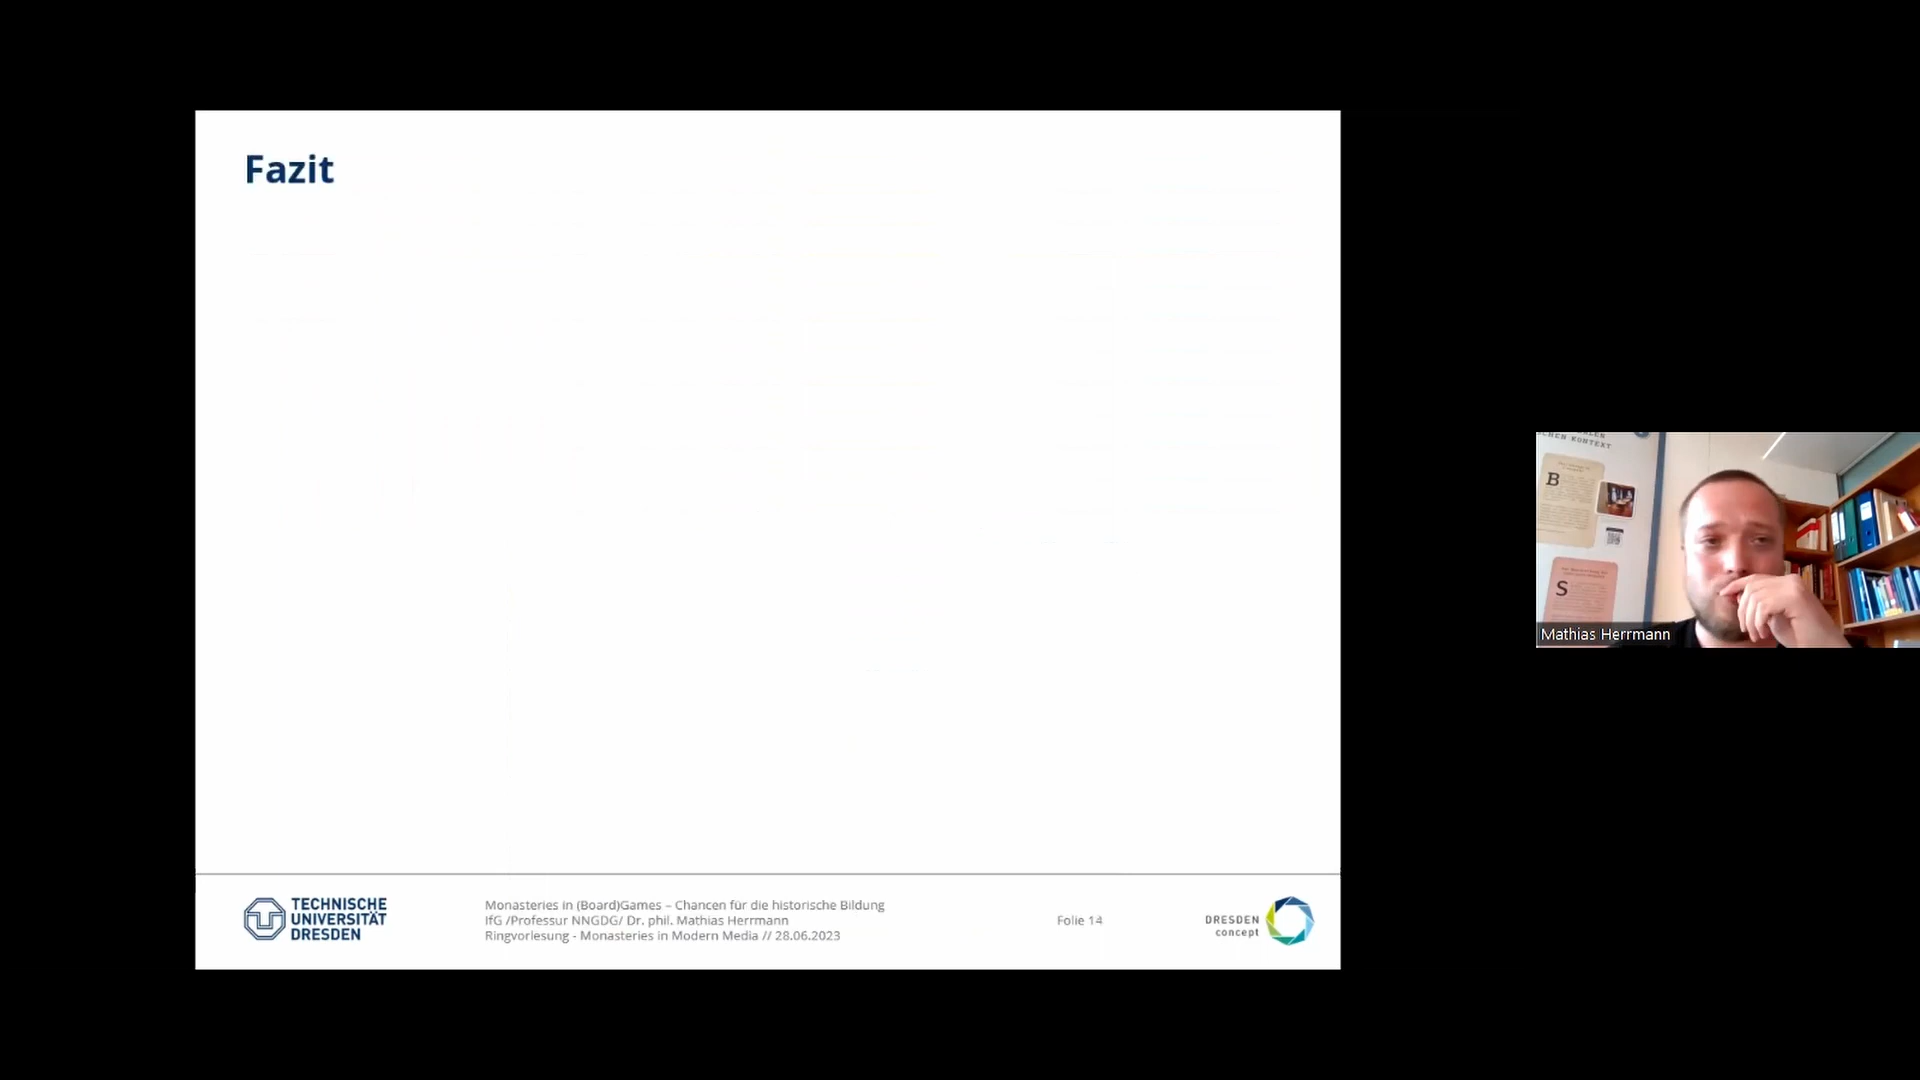 Fazit
TECHNISCHE
UNIVERSITÄT
DRESDEN
Monasteries in (Board)Games – Chancen für die historische Bildung
IfG /Professur NNGDG/ Dr. phil. Mathias Herrmann
Ringvorlesung - Monasteries in Modern Media // 28.06.2023
Folie 14
DRESDEN
concept
KONTEXT
B
S
Mathias Herrmann